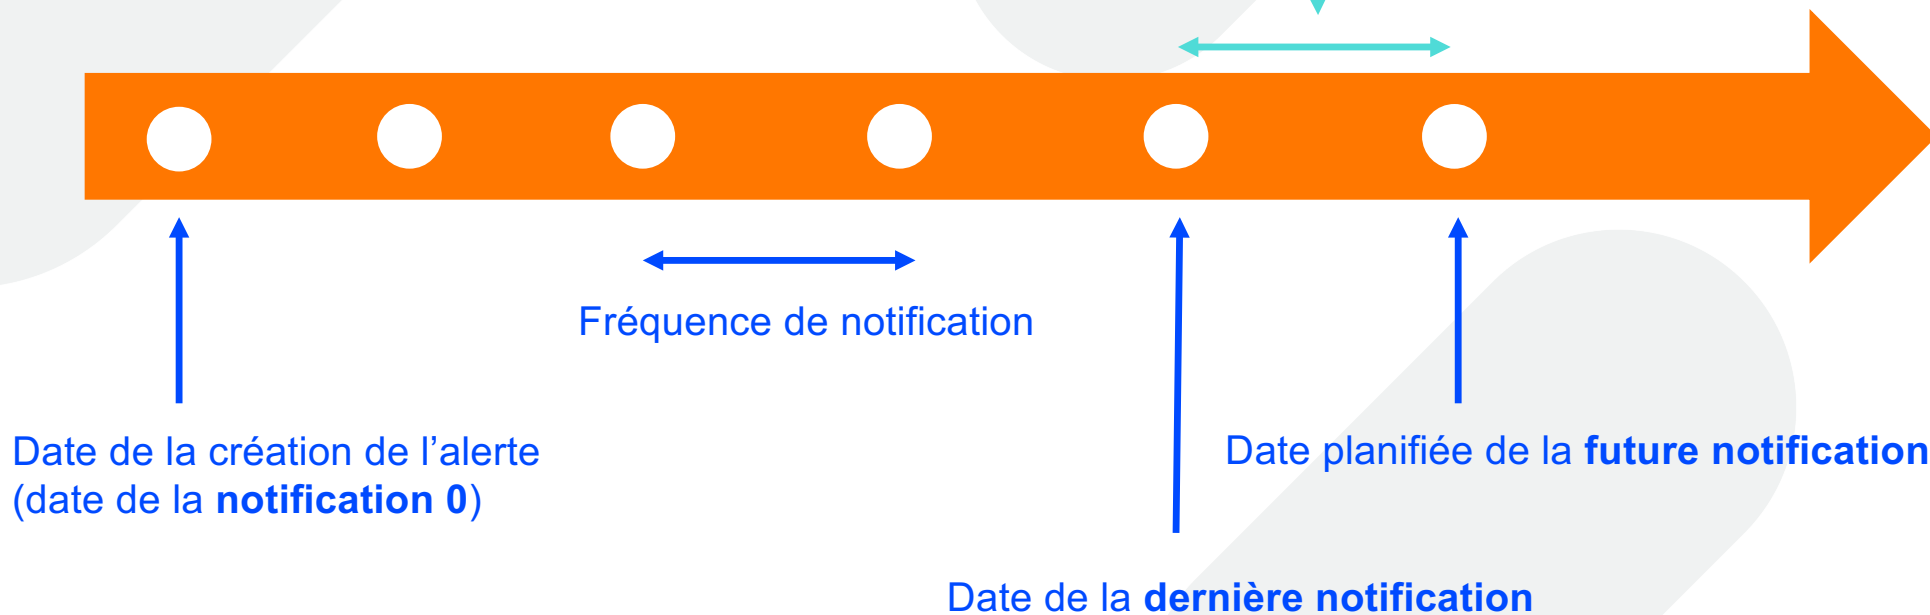 Fréquence de notification
Date de la création de l’alerte
(date de la notification 0)
Date planifiée de la future notification
Date de la dernière notification